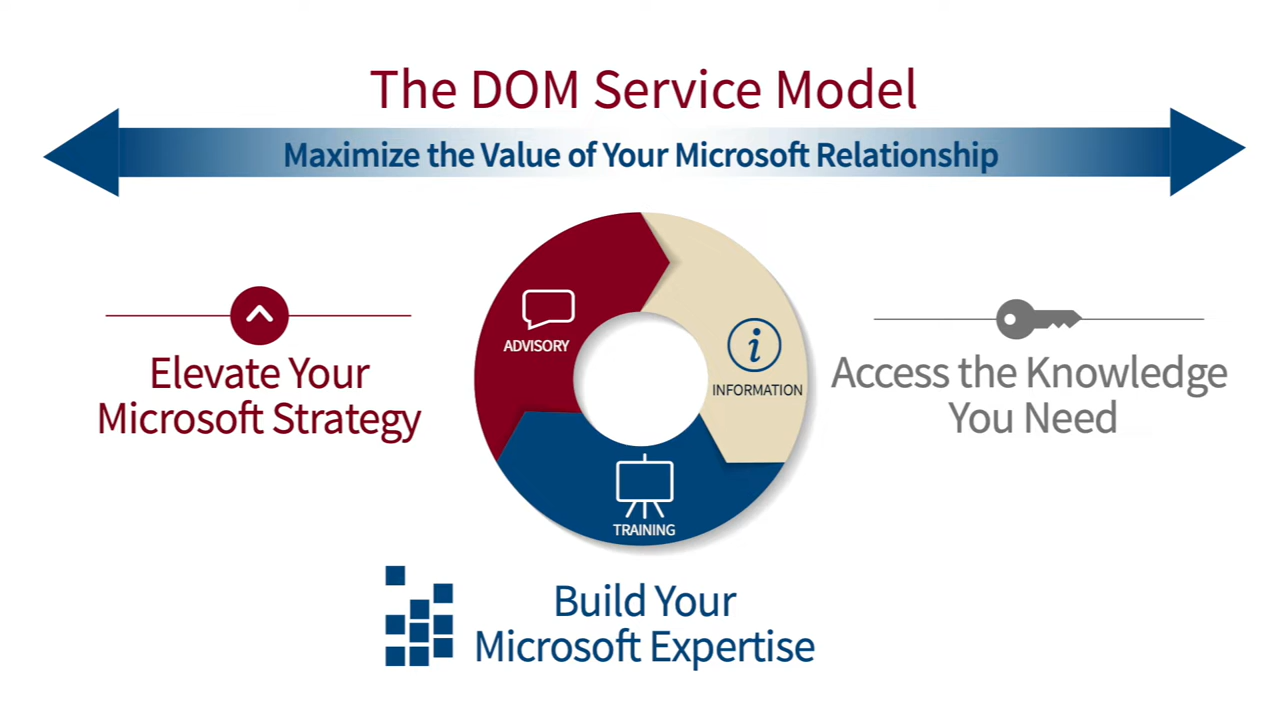 The DOM Service Model
Maximize the Value of Your Microsoft Relationship
ADVISORY
INFORMATION
TRAINING
Elevate Your
Microsoft Strategy
Access the Knowledge
You Need
Build Your
Microsoft Expertise